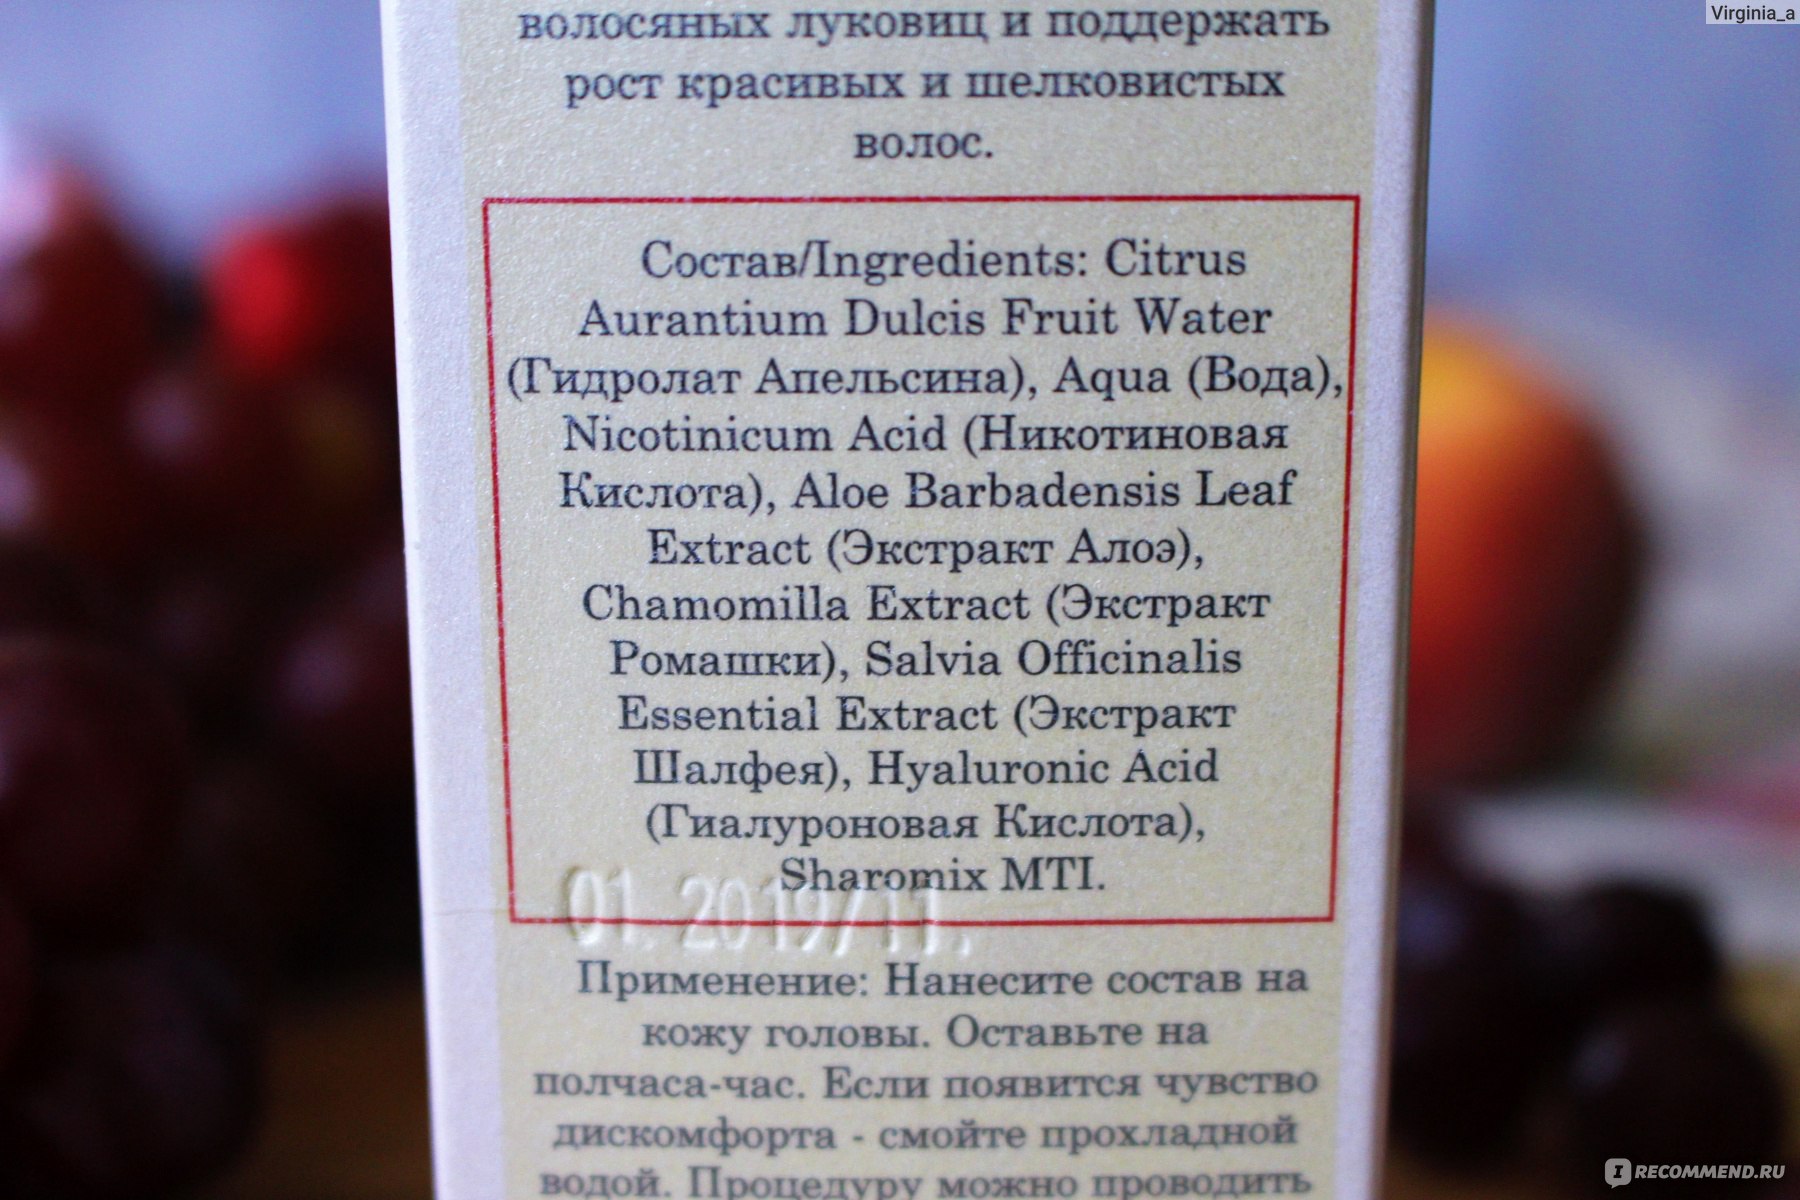 Virginia_a
волосяных луковиц и поддержать
рост красивых и шелковистых
волос.
Состав/Ingredients: Citrus
Aurantium Dulcis Fruit Water
(Гидролат Апельсина), Aqua (Вода),
Nicotinicum Acid (Никотиновая
Кислота), Aloe Barbadensis Leaf
Extract (Экстракт Алоэ),
Chamomilla Extract (Экстракт
Ромашки), Salvia Officinalis
Essential Extract (Экстракт
Шалфея), Hyaluronic Acid
(Гиалуроновая Кислота),
Sharomix MTI.
01. 2019/11.
Применение: Нанесите состав на
кожу головы. Оставьте на
полчаса-час. Если появится чувство
дискомфорта - смойте прохладной
водой. Процедуру можно проводить
I RECOMMEND.RU